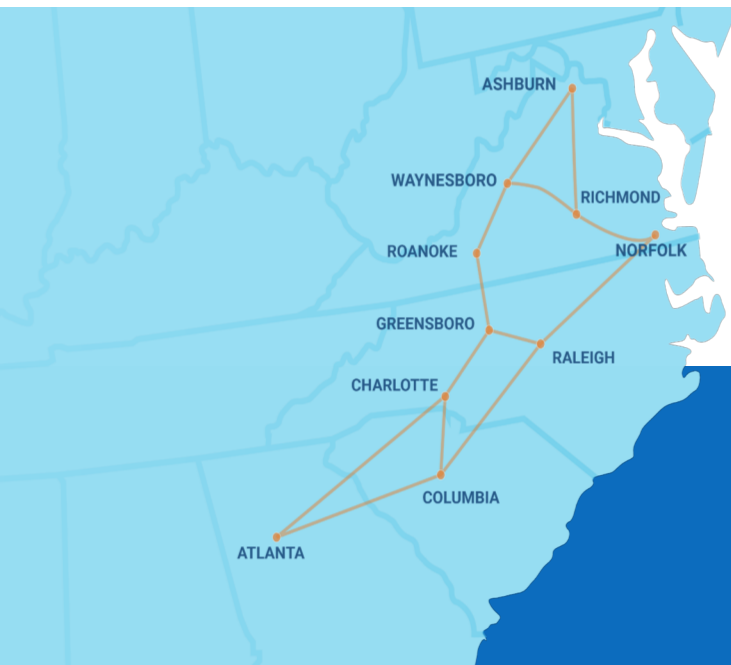 ASHBURN
WAYNESBORO
RICHMOND
ROANOKE
NORFOLK
GREENSBORO
RALEIGH
CHARLOTTE
COLUMBIA
ATLANTA